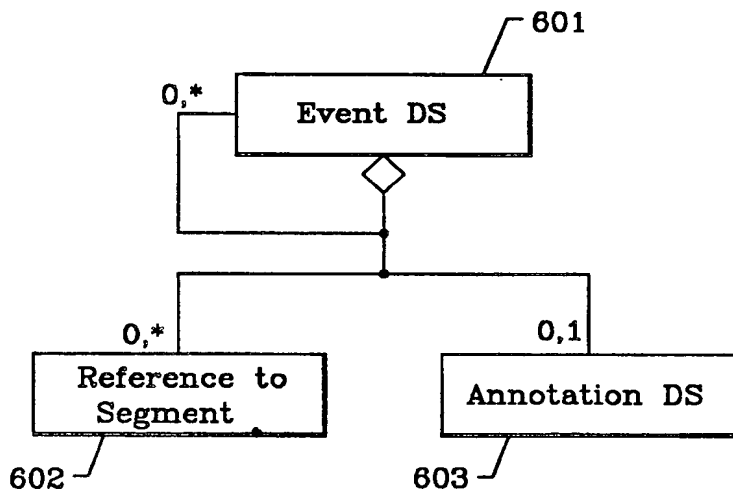 601
0,*
Event DS
0,*
0,1
Reference to
Segment
Annotation DS
602
603